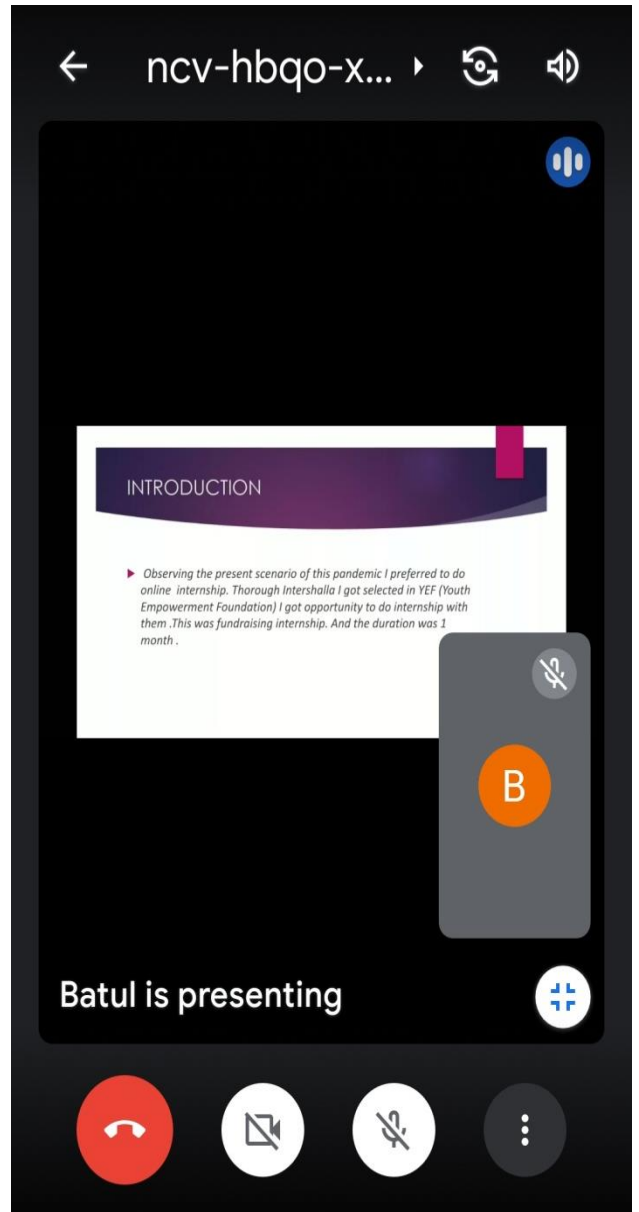 ncv-hbqo-x...
INTRODUCTION
Observing the present scenario of this pandemic I preferred to do
online internship. Thorough Intershalla I got selected in YEF (Youth
Empowerment Foundation) I got opportunity to do internship with
them .This was fundraising internship. And the duration was 1
month .
B
Batul is presenting